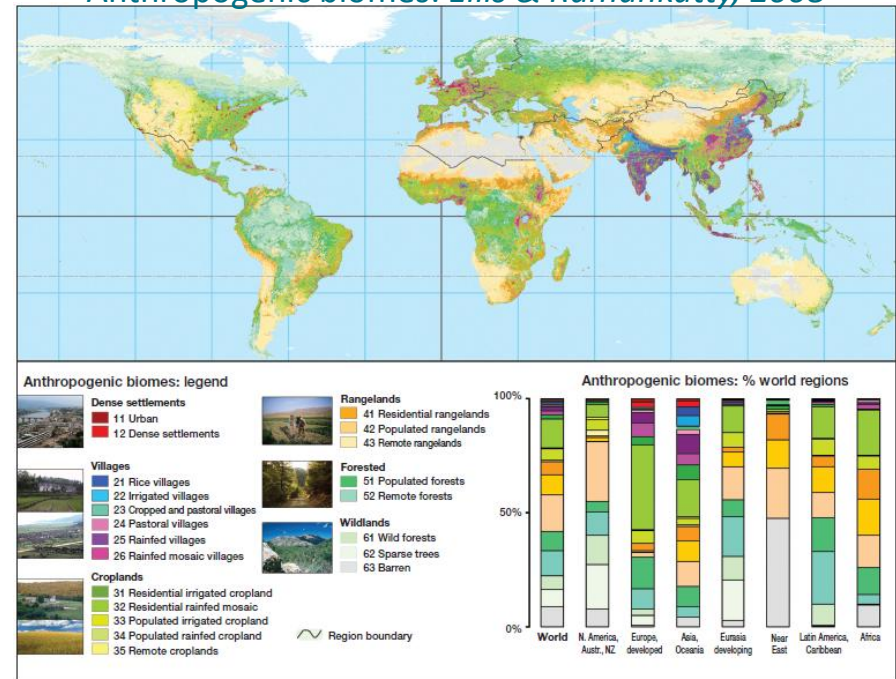 Anthropogenic biomes. Ellis & Ramankutty, 2008
Anthropogenic biomes: legend
Dense settlements
11 Urban
12 Dense settlements
Villages
21 Rice villages
22 Irrigated villages
23 Cropped and pastoral villages
24 Pastoral villages
25 Rainfed villages
26 Rainfed mosaic villages
Croplands
31 Residential irrigated cropland
32 Residential rainfed mosaic
33 Populated irrigated cropland
34 Populated rainfed cropland
35 Remote croplands
Rangelands
41 Residential rangelands
42 Populated rangelands
43 Remote rangelands
Forested
51 Populated forests
52 Remote forests
Wildlands
61 Wild forests
62 Sparse trees
63 Barren
Region boundary
Anthropogenic biomes: % world regions
100%
50%
0%
World
N. America,
Austr., NZ
Europe,
developed
Asia,
Oceania
Eurasia
developing
Near
East
Latin America,
Caribbean
Africa